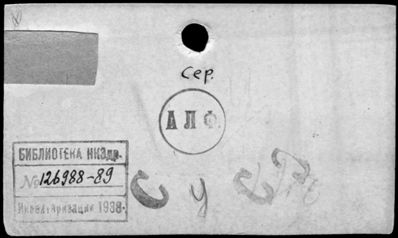 Сер.
АЛФ.
БИБЛИОТЕКА НКЗдр.
№ 126988-89
Инвентаризация 1938.
С у